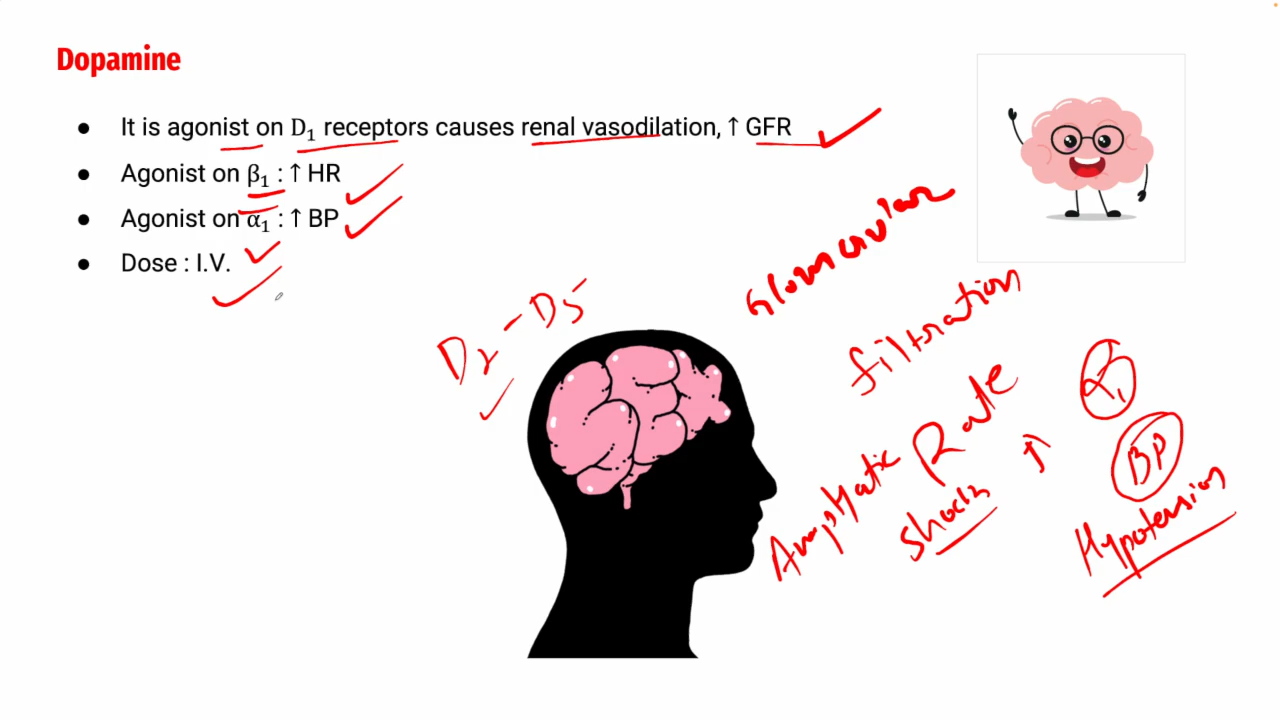 Dopamine
● It is agonist on D₁ receptors causes renal vasodilation, ↑ GFR
● Agonist on β₁ : ↑ HR
● Agonist on α₁ : ↑ BP
● Dose : I.V.
D₂ – D₅
Glomerular
filtration
Rate
shock ↑
α₁
BP
Hypotension